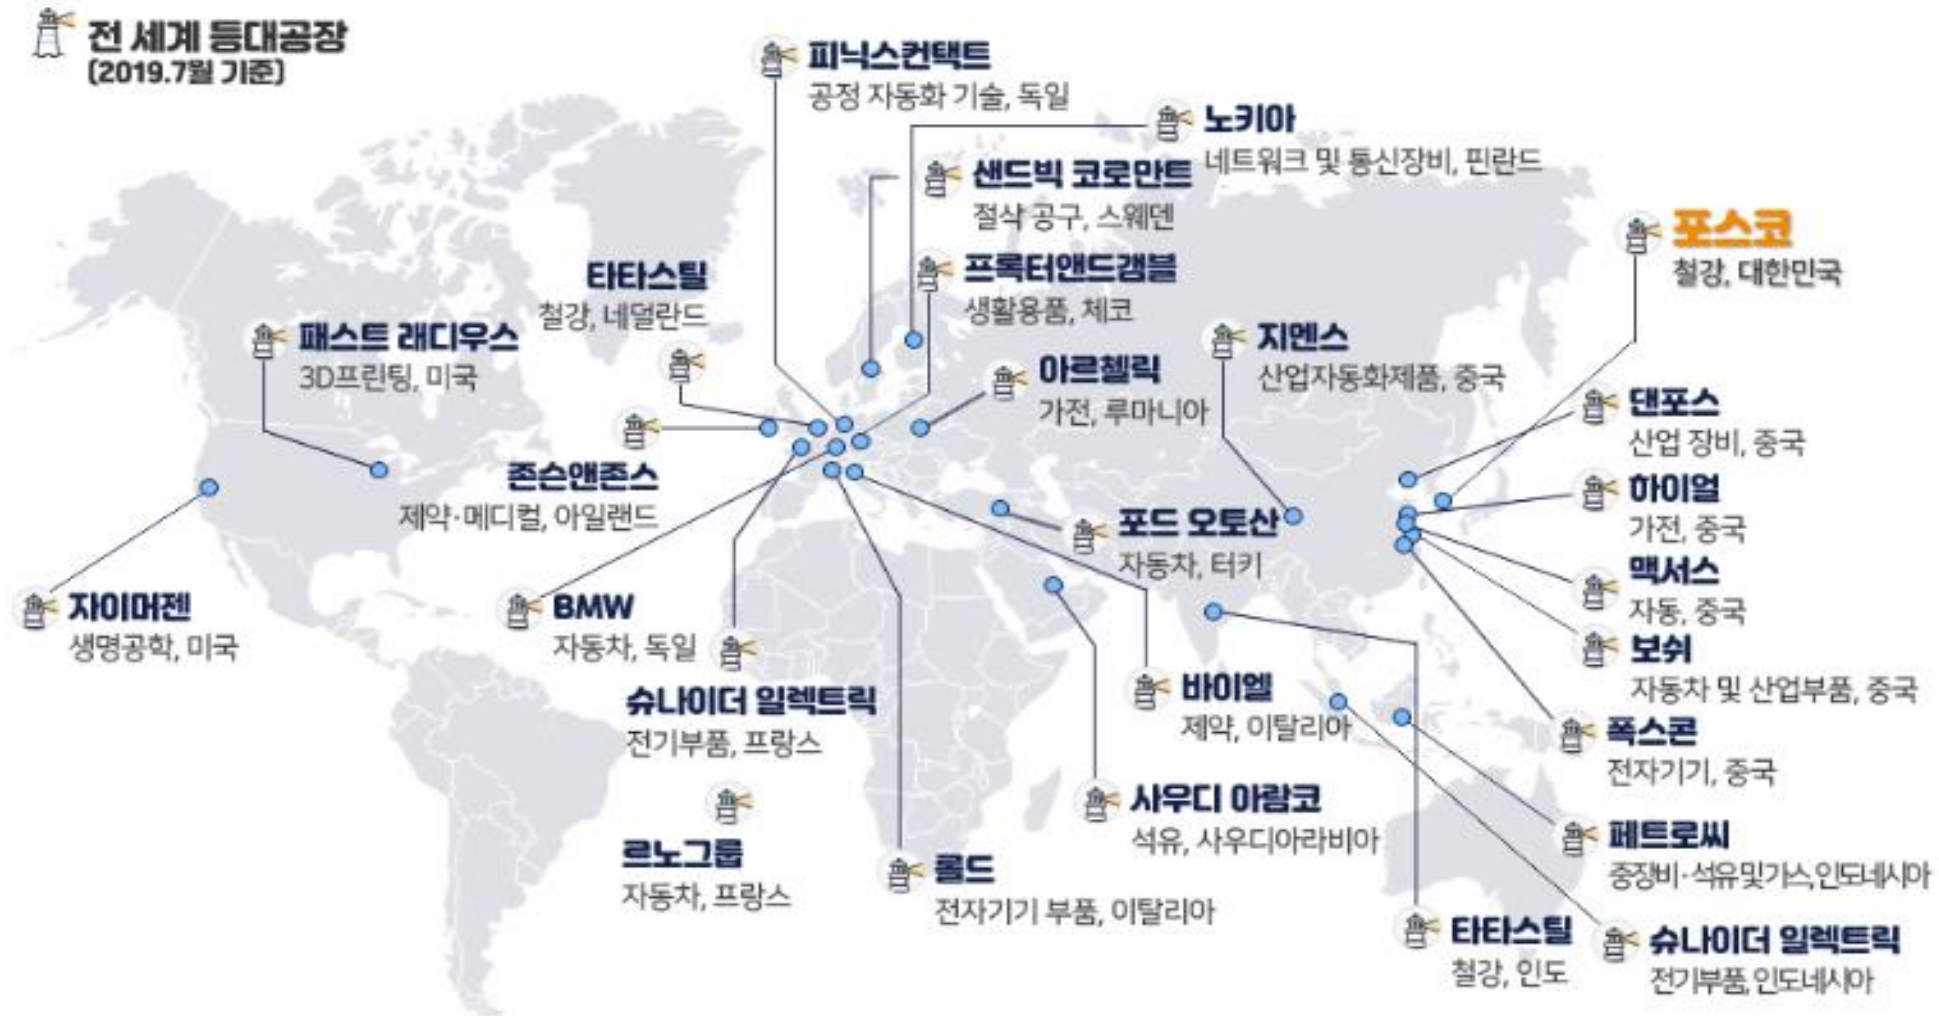 전 세계 등대공장
(2019.7월 기준)
피닉스컨택트
공정 자동화 기술, 독일
노키아
네트워크 및 통신장비, 핀란드
샌드빅 코로만트
절삭 공구, 스웨덴
포스코
철강, 대한민국
프록터앤드갬블
생활용품, 체코
타타스틸
철강, 네덜란드
패스트 래디우스
3D프린팅, 미국
지멘스
산업자동화제품, 중국
아르첼릭
가전, 루마니아
댄포스
산업 장비, 중국
존슨앤존스
제약·메디컬, 아일랜드
하이얼
가전, 중국
포드 오토산
자동차, 터키
맥서스
자동, 중국
자이머젠
생명공학, 미국
BMW
자동차, 독일
보쉬
자동차 및 산업부품, 중국
슈나이더 일렉트릭
전기부품, 프랑스
바이엘
제약, 이탈리아
폭스콘
전자기기, 중국
사우디 아람코
석유, 사우디아라비아
페트로씨
중장비·석유및가스,인도네시아
르노그룹
자동차, 프랑스
롤드
전자기기 부품, 이탈리아
타타스틸
철강, 인도
슈나이더 일렉트릭
전기부품, 인도네시아